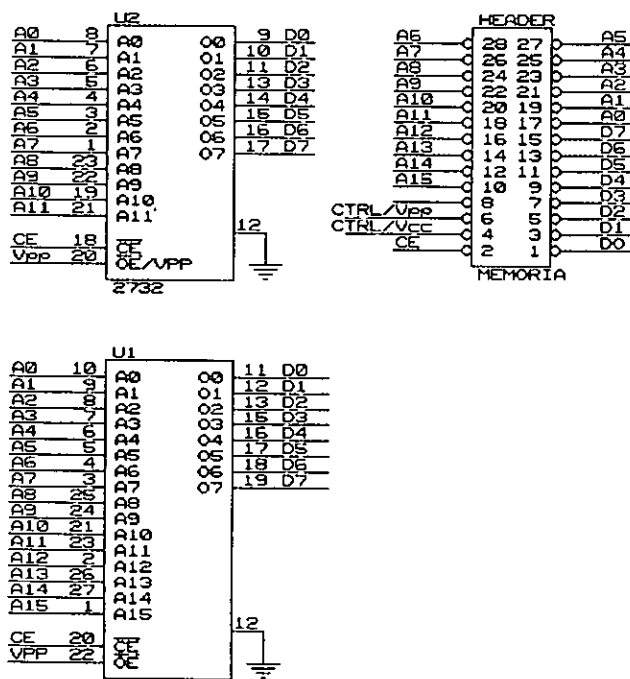 U2
A0 8 A0 O0 9 D0
A1 7 A1 O1 10 D1
A2 6 A2 O2 11 D2
A3 5 A3 O3 13 D3
A4 4 A4 O4 14 D4
A5 3 A5 O5 15 D5
A6 2 A6 O6 16 D6
A7 1 A7 O7 17 D7
A8 23 A8
A9 22 A9
A10 19 A10
A11 21 A11
12
CE 18 CE
Vpp 20 OE/VPP
2732
HEADER
A6 28 27 A5
A7 26 25 A4
A8 24 23 A3
A9 22 21 A2
A10 20 19 A1
A11 18 17 A0
A12 16 15 D7
A13 14 13 D6
A14 12 11 D5
A15 10 9 D4
8 7 D3
CTRL/Vpp 6 5 D2
CTRL/Vcc 4 3 D1
CE 2 1 D0
MEMORIA
U1
A0 10 A0 O0 11 D0
A1 9 A1 O1 12 D1
A2 8 A2 O2 13 D2
A3 7 A3 O3 15 D3
A4 6 A4 O4 16 D4
A5 5 A5 O5 17 D5
A6 4 A6 O6 18 D6
A7 3 A7 O7 19 D7
A8 25 A8
A9 24 A9
A10 21 A10
A11 23 A11
A12 2 A12
A13 26 A13
A14 27 A14
A15 1 A15
12
CE 20 CE
VPP 22 OE